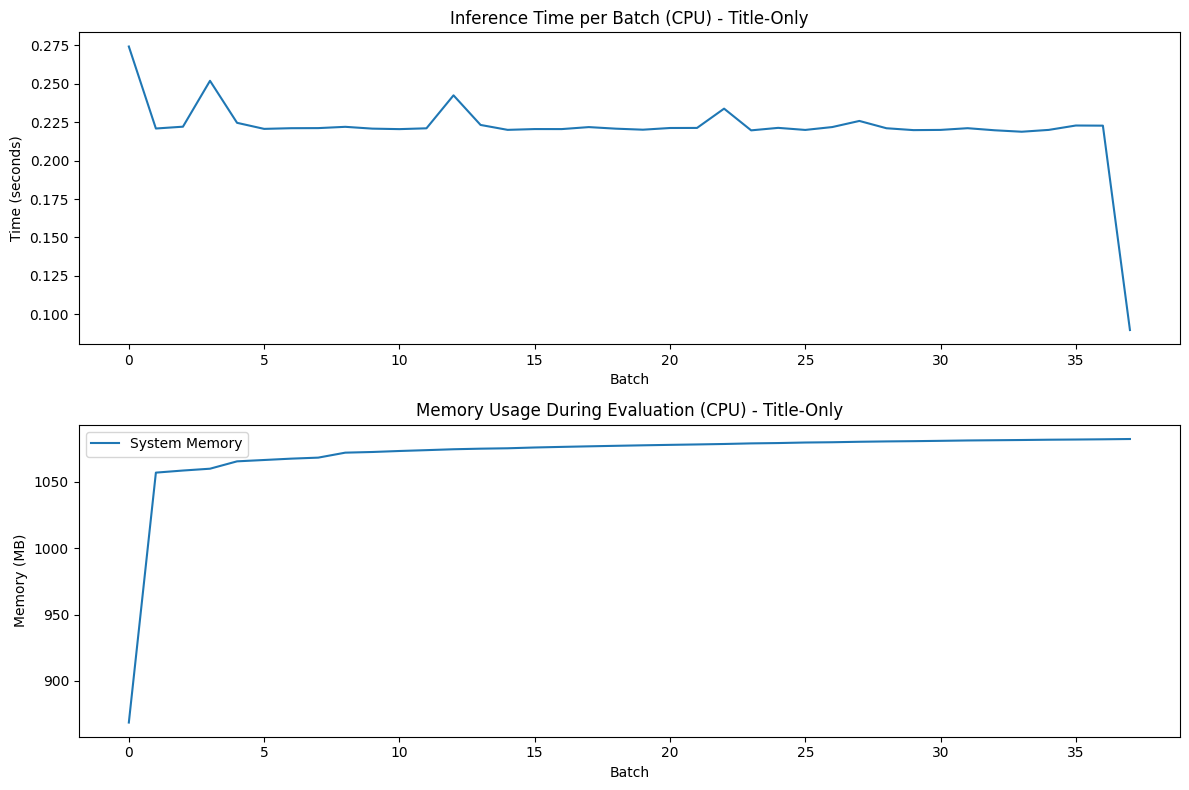 Inference Time per Batch (CPU) - Title-Only
0.275
0.250
0.225
0.200
0.175
0.150
0.125
0.100
Time (seconds)
0 5 10 15 20 25 30 35
Batch
Memory Usage During Evaluation (CPU) - Title-Only
System Memory
1050
1000
950
900
Memory (MB)
0 5 10 15 20 25 30 35
Batch